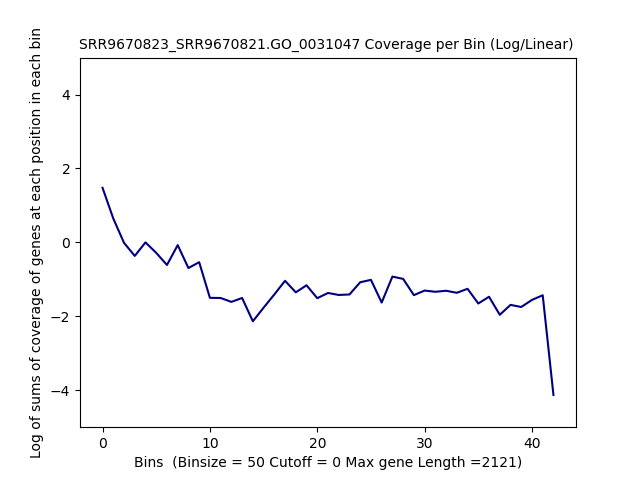 SRR9670823_SRR9670821.GO_0031047 Coverage per Bin (Log/Linear)
Log of sums of coverage of genes at each position in each bin
4
2
0
−2
−4
0 10 20 30 40
Bins  (Binsize = 50 Cutoff = 0 Max gene Length =2121)